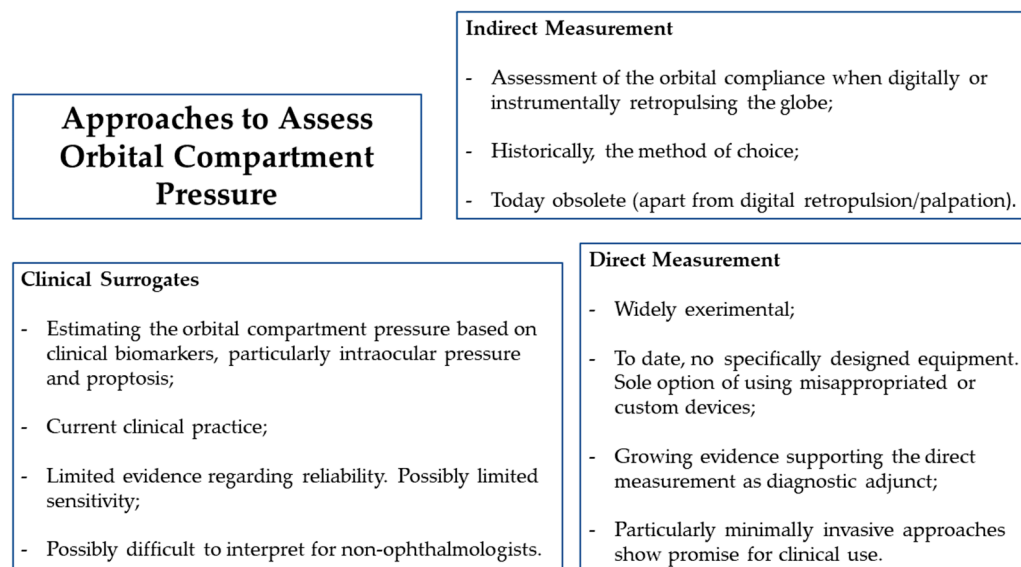 Approaches to Assess
Orbital Compartment
Pressure
Indirect Measurement
- Assessment of the orbital compliance when digitally or
instrumentally retropulsing the globe;
- Historically, the method of choice;
- Today obsolete (apart from digital retropulsion/palpation).
Clinical Surrogates
- Estimating the orbital compartment pressure based on
clinical biomarkers, particularly intraocular pressure
and proptosis;
- Current clinical practice;
- Limited evidence regarding reliability. Possibly limited
sensitivity;
- Possibly difficult to interpret for non-ophthalmologists.
Direct Measurement
- Widely exerimental;
- To date, no specifically designed equipment.
Sole option of using misappropriated or
custom devices;
- Growing evidence supporting the direct
measurement as diagnostic adjunct;
- Particularly minimally invasive approaches
show promise for clinical use.